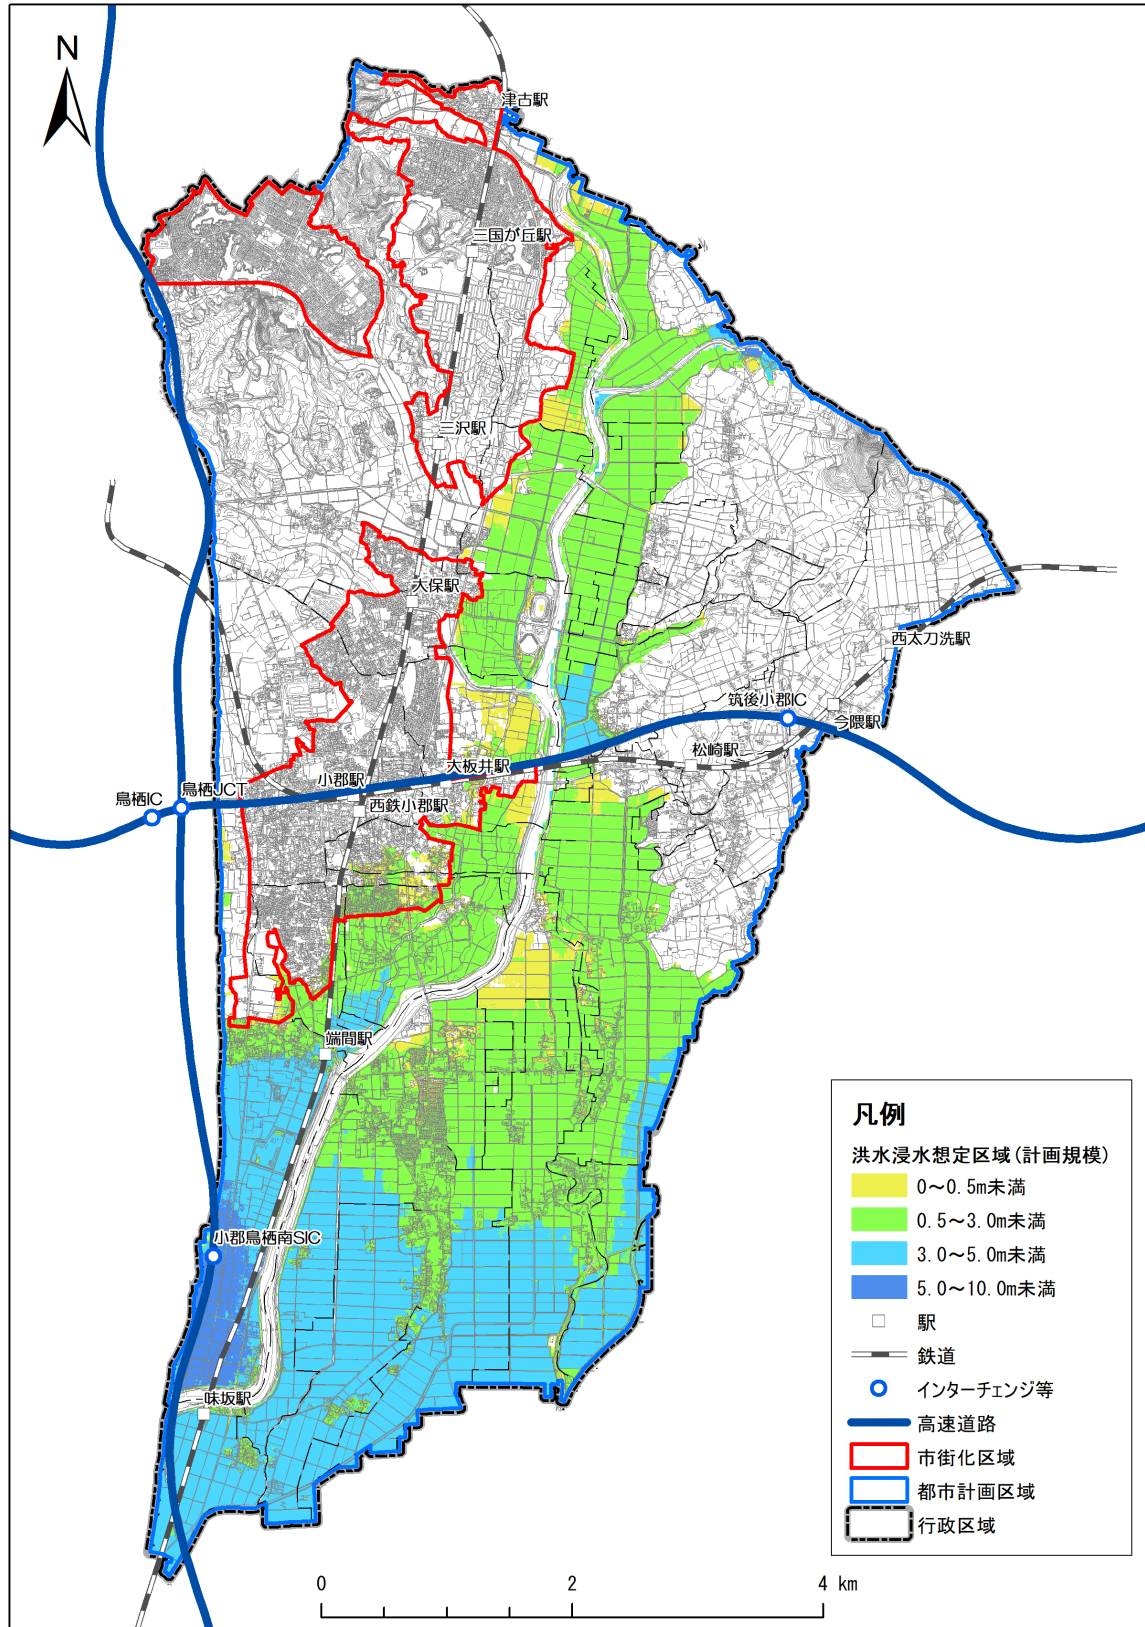 N
津古駅
三国が丘駅
三沢駅
大保駅
西太刀洗駅
筑後小郡IC
今隈駅
松崎駅
大板井駅
小郡駅
鳥栖JCT
鳥栖IC
西鉄小郡駅
端間駅
小郡鳥栖南SIC
味坂駅
凡例
洪水浸水想定区域(計画規模)
0～0.5m未満
0.5～3.0m未満
3.0～5.0m未満
5.0～10.0m未満
駅
鉄道
インターチェンジ等
高速道路
市街化区域
都市計画区域
行政区域
0 2 4 km